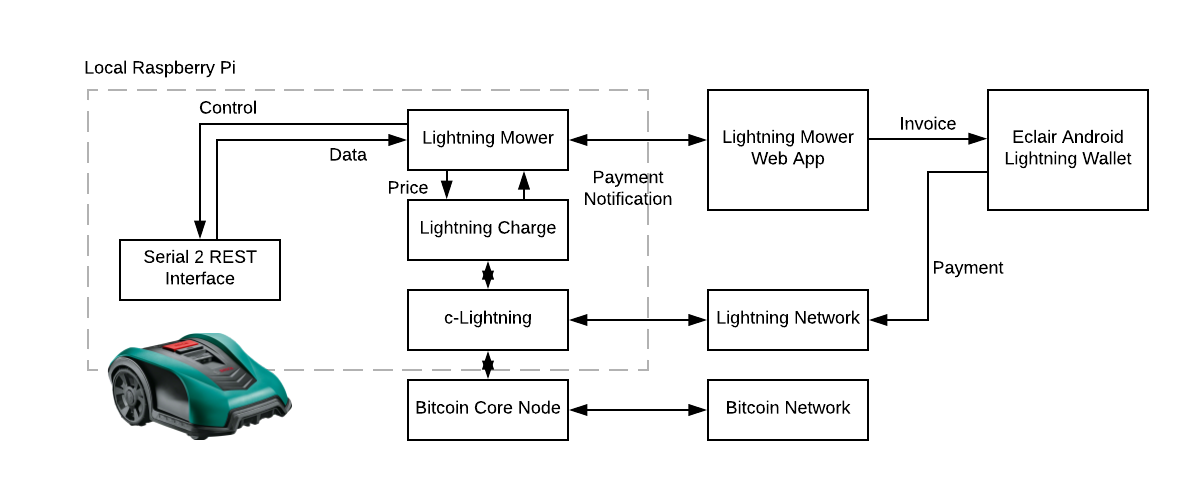 Local Raspberry Pi
Control
Data
Lightning Mower
Price
Payment
Notification
Lightning Mower
Web App
Invoice
Eclair Android
Lightning Wallet
Lightning Charge
Serial 2 REST
Interface
Payment
c-Lightning
Lightning Network
Bitcoin Core Node
Bitcoin Network